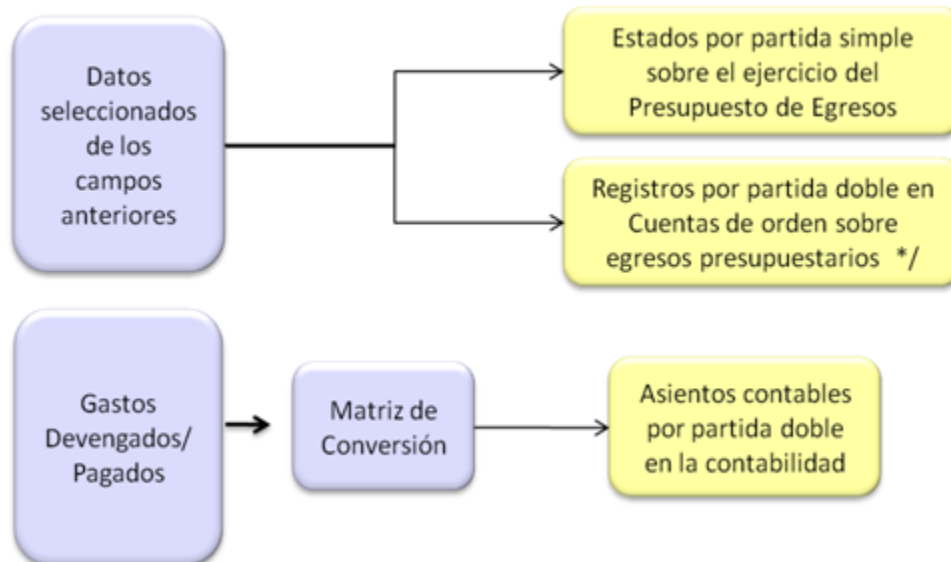 Datos
seleccionados
de los
campos
anteriores
Estados por partida simple
sobre el ejercicio del
Presupuesto de Egresos
Registros por partida doble en
Cuentas de orden sobre
egresos presupuestarios */
Gastos
Devengados/
Pagados
Matriz de
Conversión
Asientos contables
por partida doble
en la contabilidad